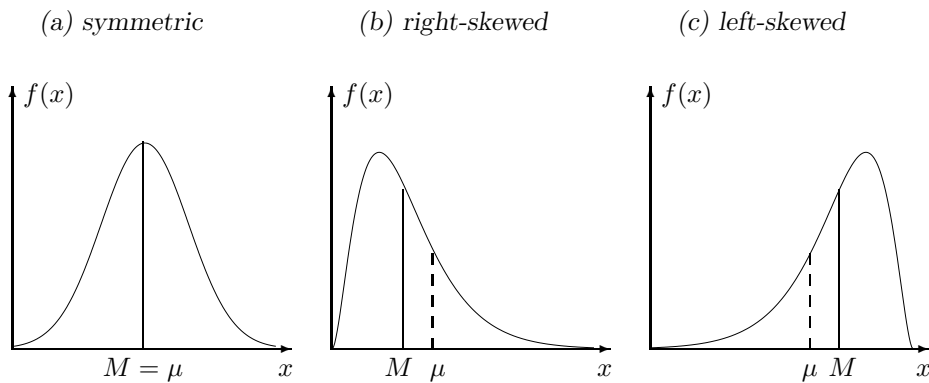 (a) symmetric
(b) right-skewed
(c) left-skewed
f(x)
f(x)
f(x)
M = μ
x
M
μ
x
μ
M
x